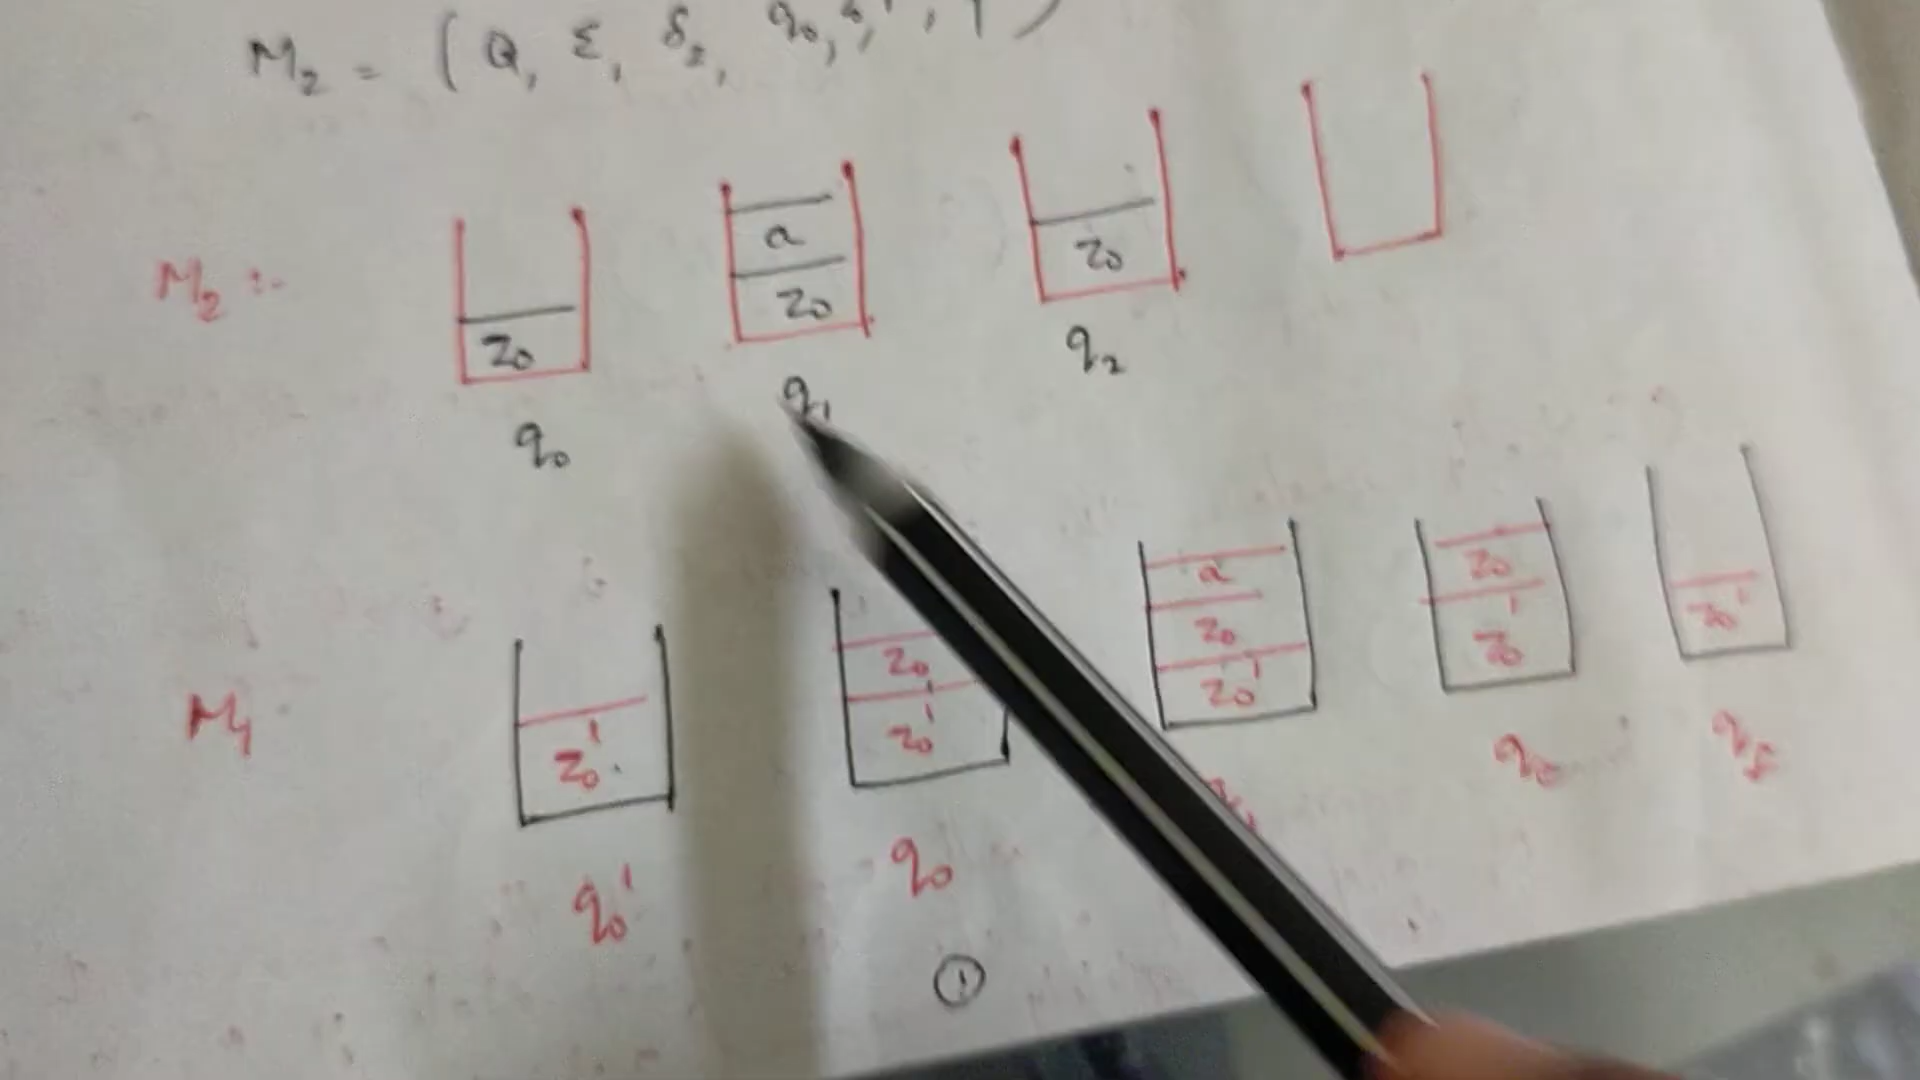 M₂ = (Q, Σ, δ₂, q₀,
M₂ :-
z₀
q₀
a
z₀
q₁
z₀
q₂
M₁
z₀'
q₀'
z₀
z₀'
q₀
a
z₀
z₀'
z₀
z₀'
z₀'
q_f
1